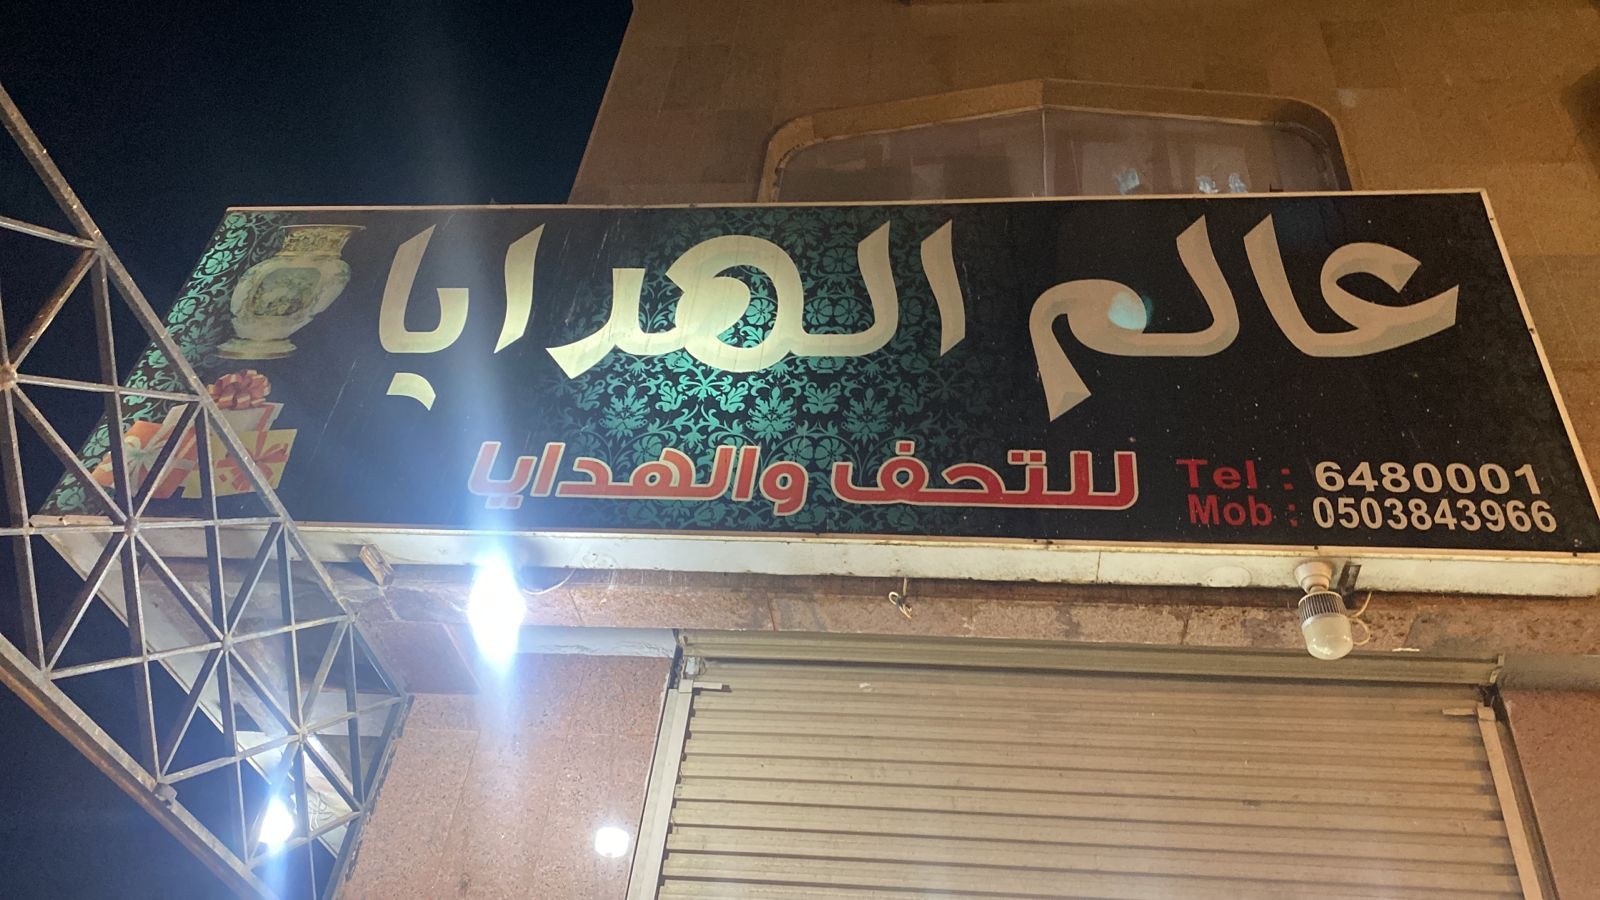 عالم الهدايا
للتحف والهدايا
Tel : 6480001
Mob : 0503843966